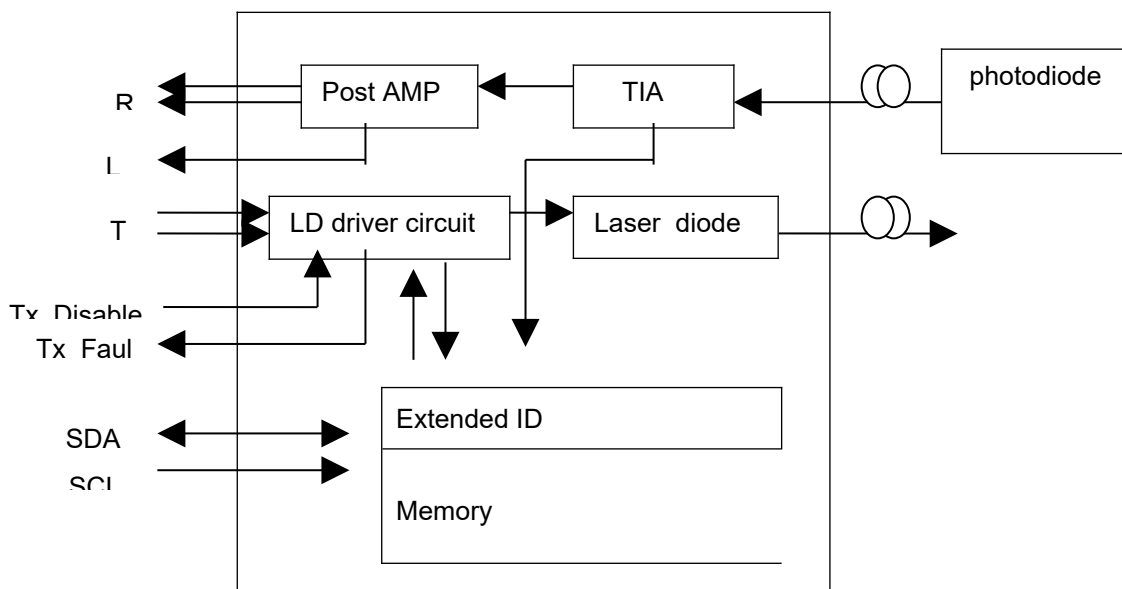 Post AMP
TIA
photodiode
R
L
T
LD driver circuit
Laser diode
Tx Disable
Tx Faul
Extended ID
SDA
SCL
Memory